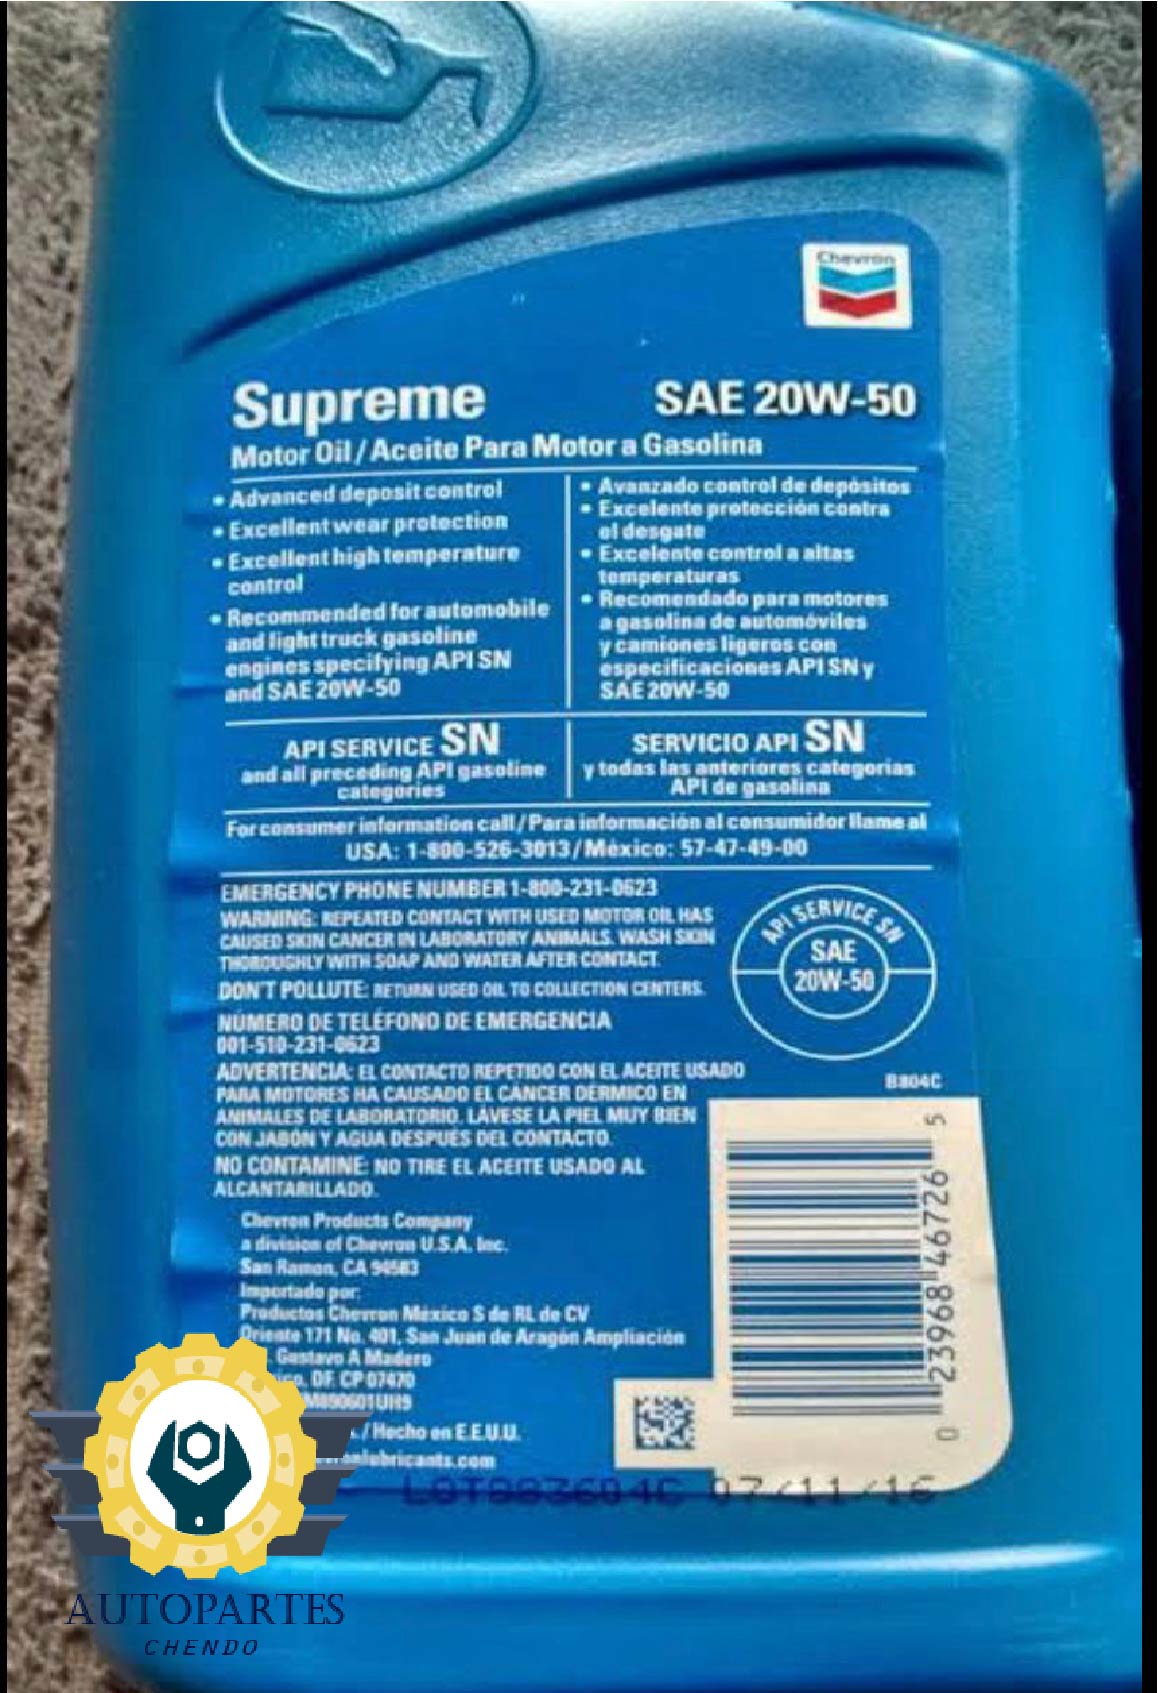 Chevron
Supreme
SAE 20W-50
Motor Oil/Aceite Para Motor a Gasolina
• Advanced deposit control
• Excellent wear protection
• Excellent high temperature
control
• Recommended for automobile
and light truck gasoline
engines specifying API SN
and SAE 20W-50
• Avanzado control de depósitos
• Excelente protección contra
el desgate
• Excelente control a altas
temperaturas
• Recomendado para motores
a gasolina de automóviles
y camiones ligeros con
especificaciones API SN y
SAE 20W-50
API SERVICE SN
and all preceding API gasoline
categories
SERVICIO API SN
y todas las anteriores categorias
API de gasolina
For consumer information call/Para información al consumidor llame al
USA: 1-800-526-3013/México: 57-47-49-00
EMERGENCY PHONE NUMBER 1-800-231-0623
WARNING: REPEATED CONTACT WITH USED MOTOR OIL HAS
CAUSED SKIN CANCER IN LABORATORY ANIMALS. WASH SKIN
THOROUGHLY WITH SOAP AND WATER AFTER CONTACT.
DON'T POLLUTE: RETURN USED OIL TO COLLECTION CENTERS.
NÚMERO DE TELÉFONO DE EMERGENCIA
001-510-231-0623
ADVERTENCIA: EL CONTACTO REPETIDO CON EL ACEITE USADO
PARA MOTORES HA CAUSADO EL CÁNCER DÉRMICO EN
ANIMALES DE LABORATORIO. LÁVESE LA PIEL MUY BIEN
CON JABÓN Y AGUA DESPUÉS DEL CONTACTO.
NO CONTAMINE: NO TIRE EL ACEITE USADO AL
ALCANTARILLADO.
API SERVICE SN
SAE
20W-50
B804C
Chevron Products Company
a division of Chevron U.S.A. Inc.
San Ramon, CA 94583
Importado por:
Productos Chevron México S de RL de CV
Oriente 171 No. 401, San Juan de Aragón Ampliación
Gustavo A Madero
DF. CP 07470
/Hecho en E.E.U.U.
0 23968 46726 5
07/11/16
AUTOPARTES
CHENDO